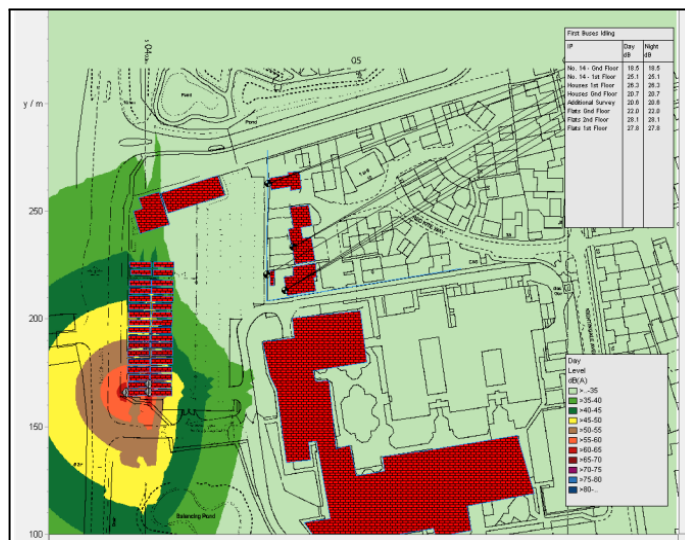 05
First Buses Idling
IP Day Night
dB dB
No. 14 - Gnd Floor 18.5 18.5
No. 14 - 1st Floor 25.1 25.1
Houses 1st Floor 26.3 26.3
Houses Gnd Floor 20.7 20.7
Additional Survey 20.6 20.6
Flats Gnd Floor 22.0 22.0
Flats 2nd Floor 28.1 28.1
Flats 1st Floor 27.8 27.8
Pond
Pond
y / m
250
200
150
100
Balancing Pond
Day
Level
dB(A)
>..-35
>35-40
>40-45
>45-50
>50-55
>55-60
>60-65
>65-70
>70-75
>75-80
>80-..